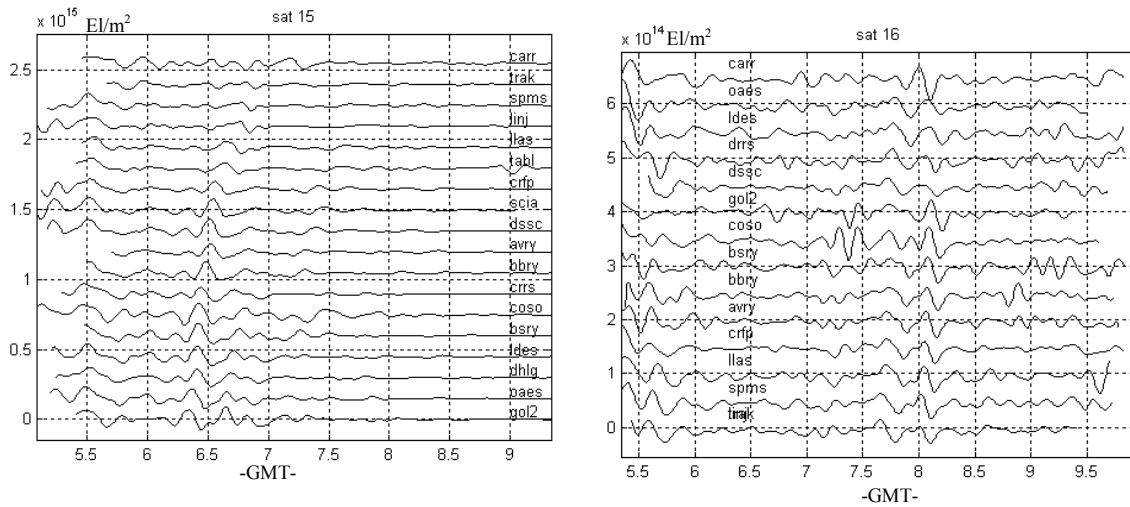 x 10^15 El/m²
sat 15
2.5
2
1.5
1
0.5
0
carr
trak
spms
linj
llas
tabl
crfp
scia
dssc
avry
bbry
crrs
coso
bsry
ldes
dhlg
oaes
gol2
5.5 6 6.5 7 7.5 8 8.5 9
-GMT-
x 10^14 El/m²
sat 16
6
5
4
3
2
1
0
carr
oaes
ldes
drrs
dssc
gol2
coso
bsry
bbry
avry
crfp
llas
spms
5.5 6 6.5 7 7.5 8 8.5 9 9.5
-GMT-